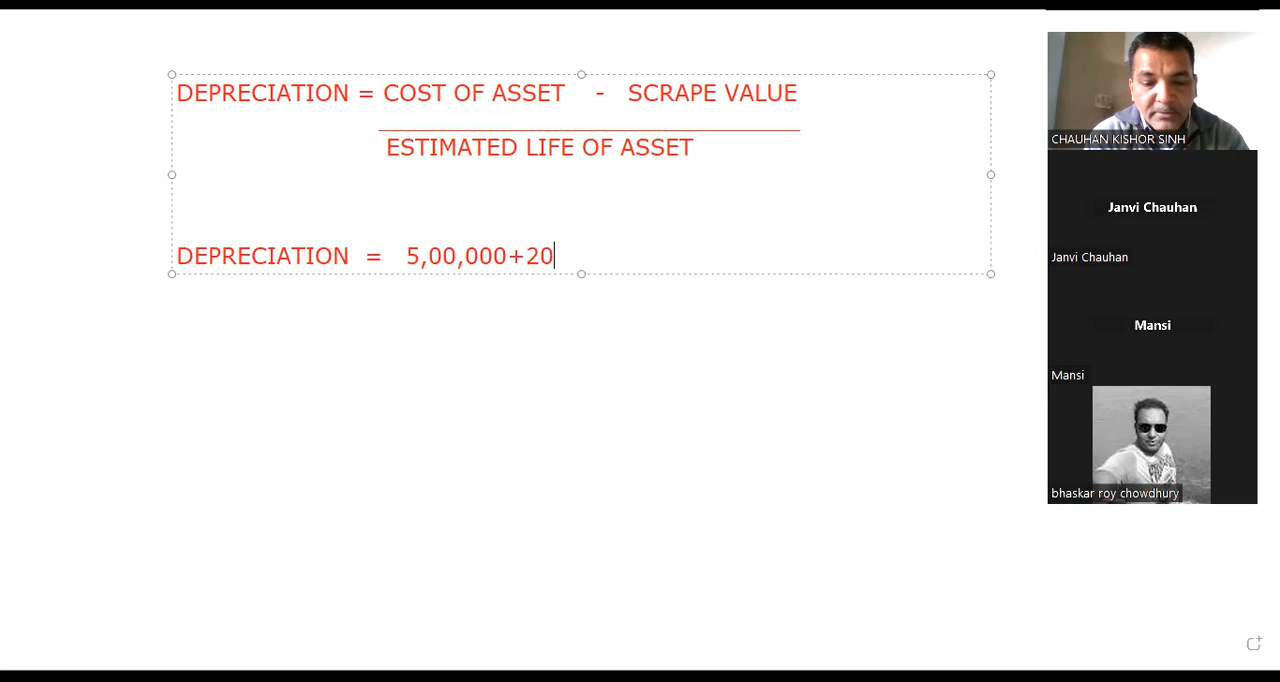 DEPRECIATION = COST OF ASSET - SCRAPE VALUE
ESTIMATED LIFE OF ASSET
DEPRECIATION = 5,00,000+20
CHAUHAN KISHOR SINH
Janvi Chauhan
Janvi Chauhan
Mansi
Mansi
bhaskar roy chowdhury